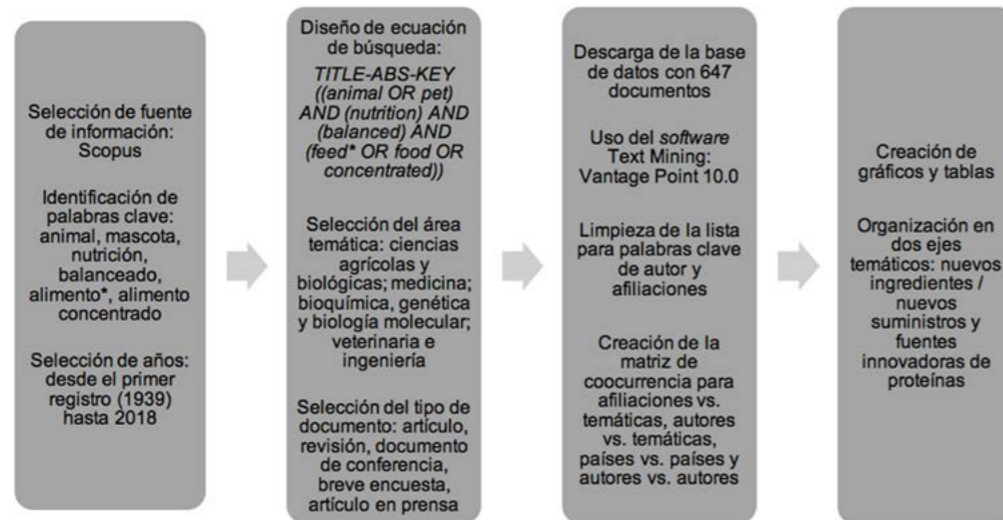 Selección de fuente
de información:
Scopus
Identificación de
palabras clave:
animal, mascota,
nutrición,
balanceado,
alimento*, alimento
concentrado
Selección de años:
desde el primer
registro (1939)
hasta 2018
Diseño de ecuación
de búsqueda:
TITLE-ABS-KEY
((animal OR pet)
AND (nutrition) AND
(balanced) AND
(feed* OR food OR
concentrated))
Selección del área
temática: ciencias
agrícolas y
biológicas; medicina;
bioquímica, genética
y biología molecular;
veterinaria e
ingeniería
Selección del tipo de
documento: artículo,
revisión, documento
de conferencia,
breve encuesta,
artículo en prensa
Descarga de la base
de datos con 647
documentos
Uso del software
Text Mining:
Vantage Point 10.0
Limpieza de la lista
para palabras clave
de autor y
afiliaciones
Creación de la
matriz de
coocurrencia para
afiliaciones vs.
temáticas, autores
vs. temáticas,
países vs. países y
autores vs. autores
Creación de
gráficos y tablas
Organización en
dos ejes
temáticos: nuevos
ingredientes /
nuevos
suministros y
fuentes
innovadoras de
proteínas